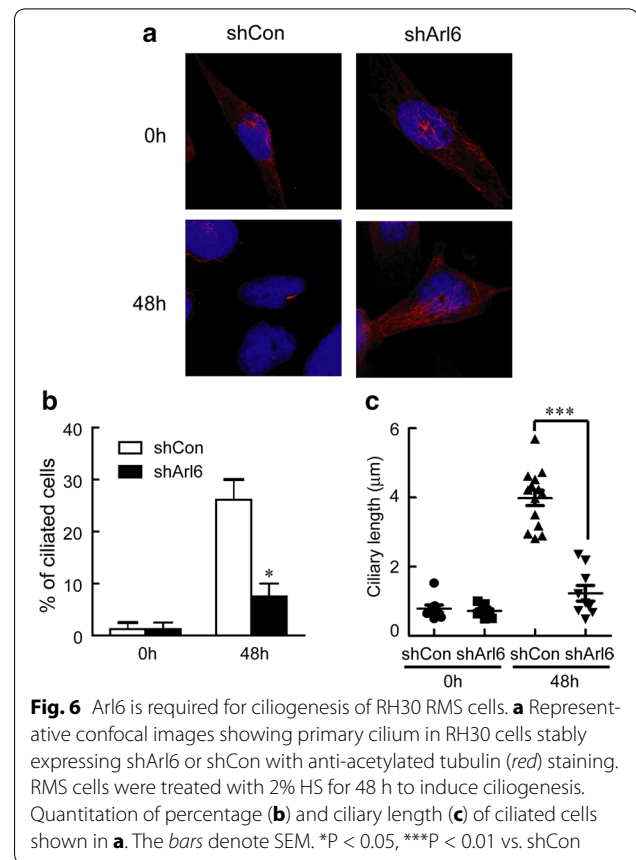 a
shCon shArl6
0h
48h
b
40
30
20
10
0
% of ciliated cells
shCon
shArl6
*
0h 48h
c
6
4
2
0
Ciliary length (μm)
***
shCon shArl6 shCon shArl6
0h 48h
Fig. 6 Arl6 is required for ciliogenesis of RH30 RMS cells. a Represent-
ative confocal images showing primary cilium in RH30 cells stably
expressing shArl6 or shCon with anti-acetylated tubulin (red) staining.
RMS cells were treated with 2% HS for 48 h to induce ciliogenesis.
Quantitation of percentage (b) and ciliary length (c) of ciliated cells
shown in a. The bars denote SEM. *P < 0.05, ***P < 0.01 vs. shCon